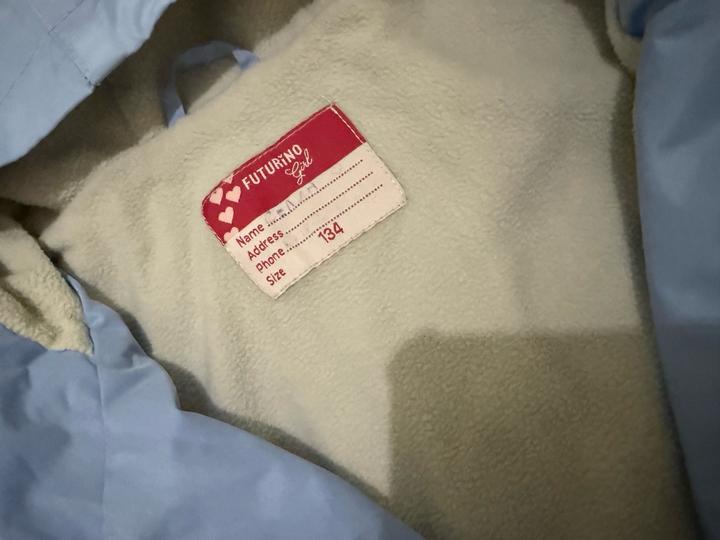 FUTURiNO
Girl
Name
Address
Phone
Size 134